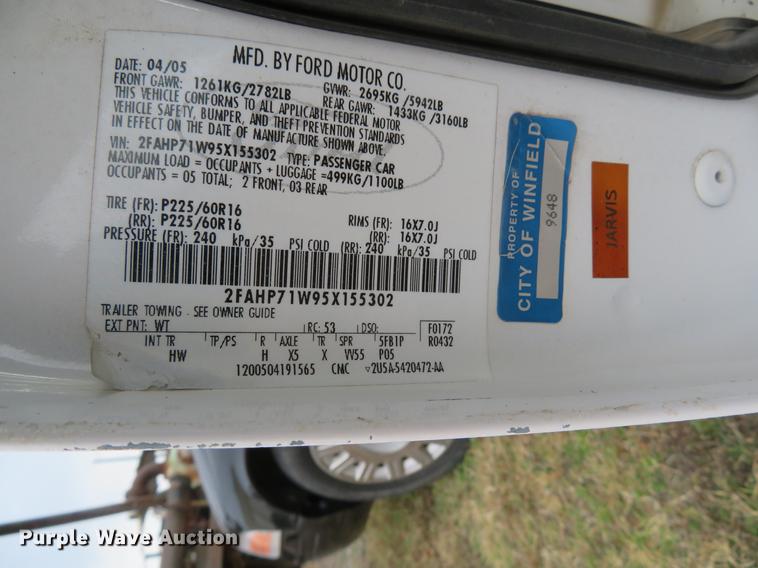 MFD. BY FORD MOTOR CO.
DATE: 04/05
GVWR: 2695KG /5942LB
FRONT GAWR: 1261KG/2782LB
REAR GAWR: 1433KG /3160LB
THIS VEHICLE CONFORMS TO ALL APPLICABLE FEDERAL MOTOR
VEHICLE SAFETY, BUMPER, AND THEFT PREVENTION STANDARDS
IN EFFECT ON THE DATE OF MANUFACTURE SHOWN ABOVE.
VIN: 2FAHP71W95X155302 TYPE: PASSENGER CAR
MAXIMUM LOAD = OCCUPANTS + LUGGAGE =499KG/1100LB
OCCUPANTS = 05 TOTAL; 2 FRONT, 03 REAR
TIRE (FR): P225/60R16 RIMS (FR): 16X7.0J
(RR): P225/60R16 (RR): 16X7.0J
PRESSURE (FR): 240 kPa/35 PSI COLD (RR): 240 kPa/35 PSI COLD
2FAHP71W95X155302
TRAILER TOWING - SEE OWNER GUIDE
EXT PNT: WT RC: 53 DSO: F0172
INT TR TP/PS R AXLE TR SPR 5FB1P R0432
HW H X5 X VV55 P05
1200504191565 CMC ▽2U5A-5420472-AA
PROPERTY OF
CITY OF WINFIELD
9648
JARVIS
Purple Wave Auction